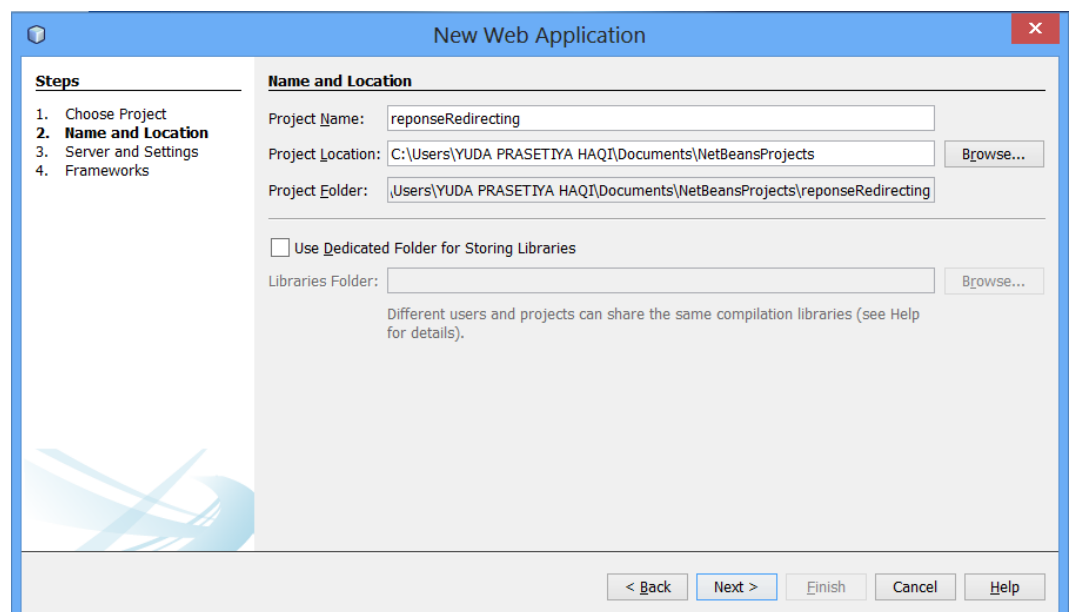 New Web Application
Steps
1. Choose Project
2. Name and Location
3. Server and Settings
4. Frameworks
Name and Location
Project Name: reponseRedirecting
Project Location: C:\Users\YUDA PRASETIYA HAQI\Documents\NetBeansProjects Browse...
Project Folder: \Users\YUDA PRASETIYA HAQI\Documents\NetBeansProjects\reponseRedirecting
Use Dedicated Folder for Storing Libraries
Libraries Folder: Browse...
Different users and projects can share the same compilation libraries (see Help
for details).
< Back Next > Finish Cancel Help